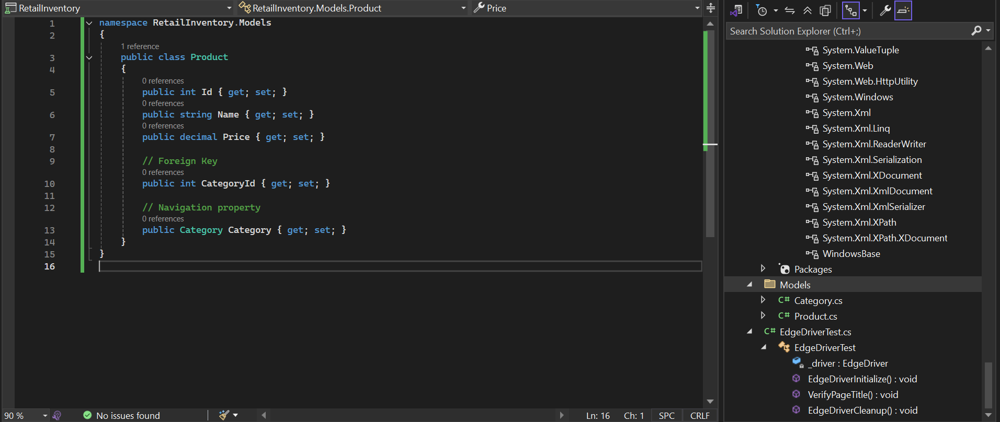 RetailInventory
RetailInventory.Models.Product
Price
1 namespace RetailInventory.Models
2 {
1 reference
3 public class Product
4 {
0 references
5 public int Id { get; set; }
0 references
6 public string Name { get; set; }
0 references
7 public decimal Price { get; set; }
8
9 // Foreign Key
0 references
10 public int CategoryId { get; set; }
11
12 // Navigation property
0 references
13 public Category Category { get; set; }
14 }
15 }
16
90 %
No issues found
Ln: 16 Ch: 1 SPC CRLF
Search Solution Explorer (Ctrl+;)
System.ValueTuple
System.Web
System.Web.HttpUtility
System.Windows
System.Xml
System.Xml.Linq
System.Xml.ReaderWriter
System.Xml.Serialization
System.Xml.XDocument
System.Xml.XmlDocument
System.Xml.XmlSerializer
System.Xml.XPath
System.Xml.XPath.XDocument
WindowsBase
Packages
Models
C# Category.cs
C# Product.cs
C# EdgeDriverTest.cs
EdgeDriverTest
_driver : EdgeDriver
EdgeDriverInitialize() : void
VerifyPageTitle() : void
EdgeDriverCleanup() : void